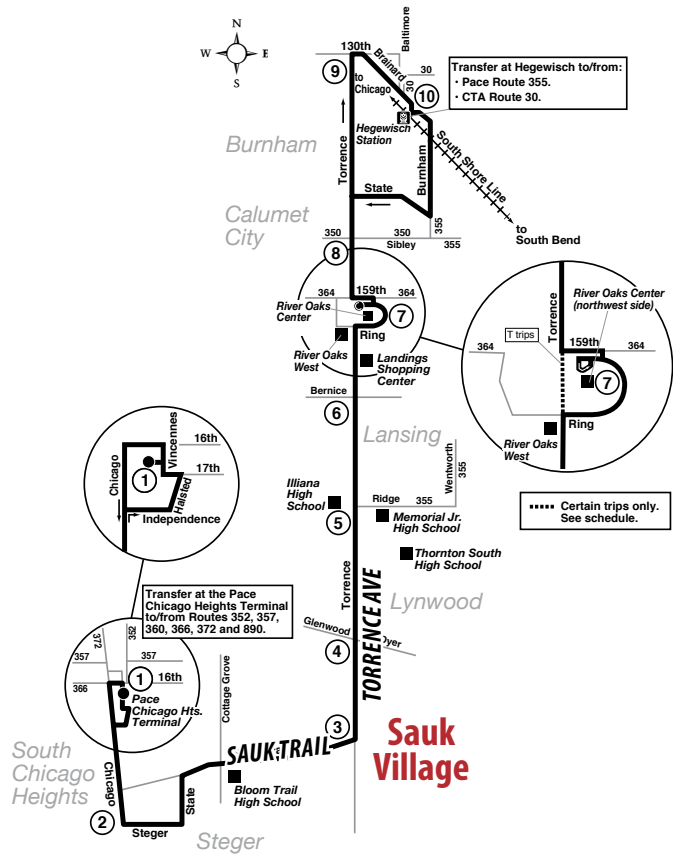 N
W
E
S
130th
Baltimore
Brainard
30
30
9
to
Chicago
10
Transfer at Hegewisch to/from:
· Pace Route 355.
· CTA Route 30.
Hegewisch
Station
Burnham
Torrence
Burnham
South Shore Line
State
Calumet
City
355
to
South Bend
350
350
Sibley
355
8
364
159th
364
River Oaks
Center
7
Ring
River Oaks
West
Landings
Shopping
Center
River Oaks Center
(northwest side)
Torrence
T trips
159th
364
364
7
Ring
River Oaks
West
Bernice
6
Lansing
Vincennes
16th
Chicago
1
17th
Halsted
Independence
Wentworth
355
Illiana
High
School
Ridge
355
5
Memorial Jr.
High School
Certain trips only.
See schedule.
Thornton South
High School
Torrence
TORRENCE AVE
Lynwood
Transfer at the Pace
Chicago Heights Terminal
to/from Routes 352, 357,
360, 366, 372 and 890.
Glenwood
Dyer
4
372
352
357
357
1
16th
366
Pace
Chicago Hts.
Terminal
Cottage Grove
3
SAUK TRAIL
Sauk
Village
South
Chicago
Heights
Chicago
State
Bloom Trail
High School
2
Steger
Steger